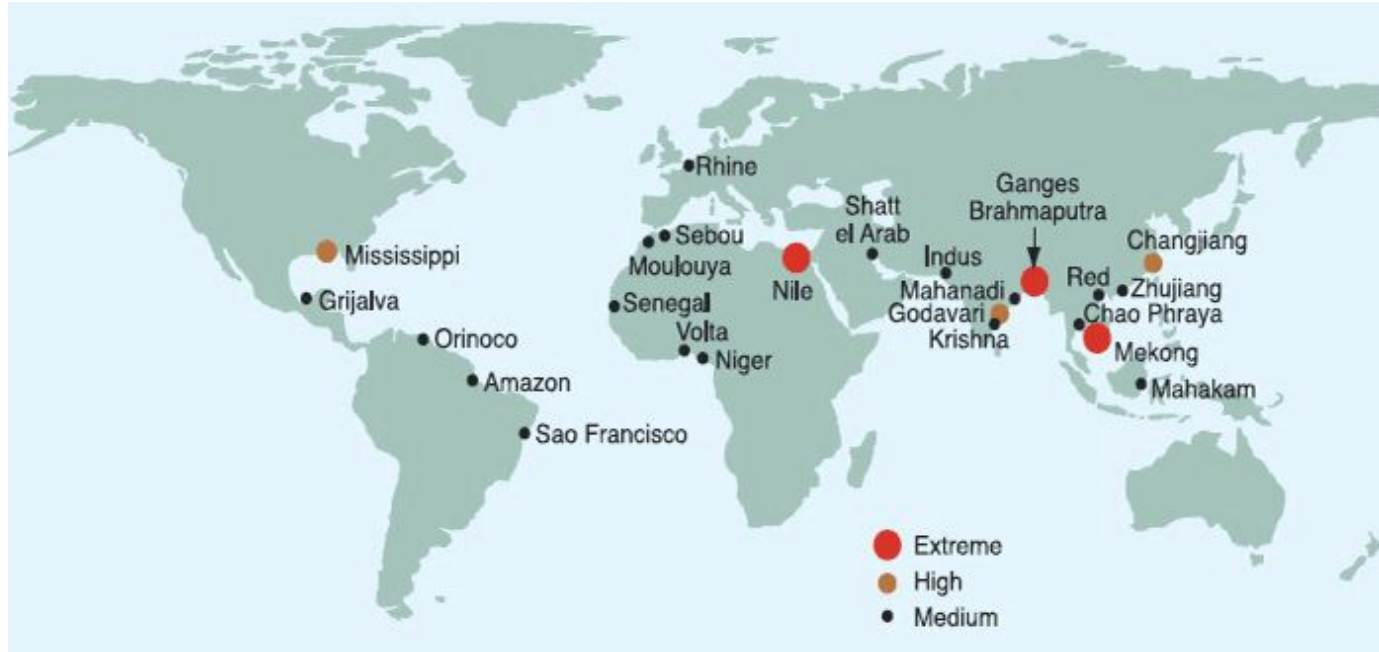 Rhine
Ganges
Brahmaputra
Shatt
el Arab
Sebou
Moulouya
Changjiang
Mississippi
Indus
Red
Nile
Mahanadi
Zhujiang
Grijalva
Senegal
Godavari
Chao Phraya
Volta
Krishna
Orinoco
Niger
Mekong
Amazon
Mahakam
Sao Francisco
Extreme
High
Medium